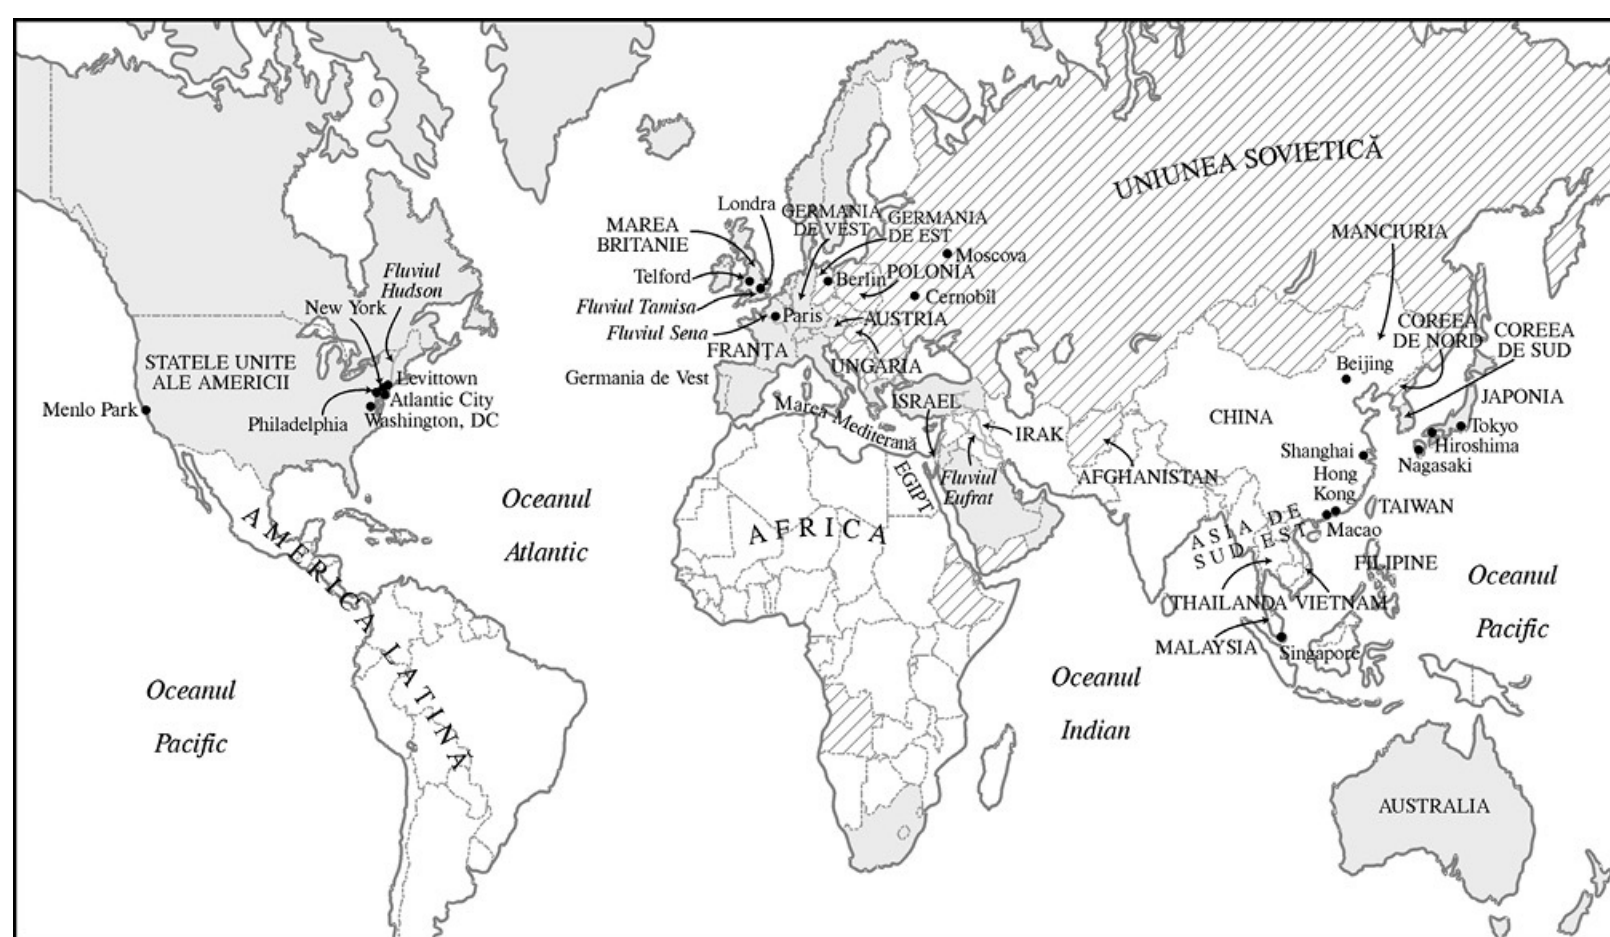 UNIUNEA SOVIETICĂ
Londra
MAREA
BRITANIE
GERMANIA
DE VEST
GERMANIA
DE EST
MANCIURIA
Moscova
Telford
Berlin
POLONIA
Cernobîl
Fluviul
Hudson
New York
Fluviul Tamisa
Fluviul Sena
Paris
AUSTRIA
COREEA
DE NORD
COREEA
DE SUD
FRANȚA
UNGARIA
STATELE UNITE
ALE AMERICII
Germania de Vest
Beijing
Levittown
Atlantic City
Washington, DC
Philadelphia
Menlo Park
ISRAEL
Marea Mediterană
IRAK
CHINA
JAPONIA
Tokyo
Hiroshima
Nagasaki
Shanghai
Hong
Kong
EGIPT
Fluviul
Eufrat
AFGHANISTAN
TAIWAN
Macao
Oceanul
Atlantic
AMERICA LATINĂ
AFRICA
ASIA DE
SUD EST
FILIPINE
THAILANDA
VIETNAM
MALAYSIA
Singapore
Oceanul
Pacific
Oceanul
Indian
Oceanul
Pacific
AUSTRALIA